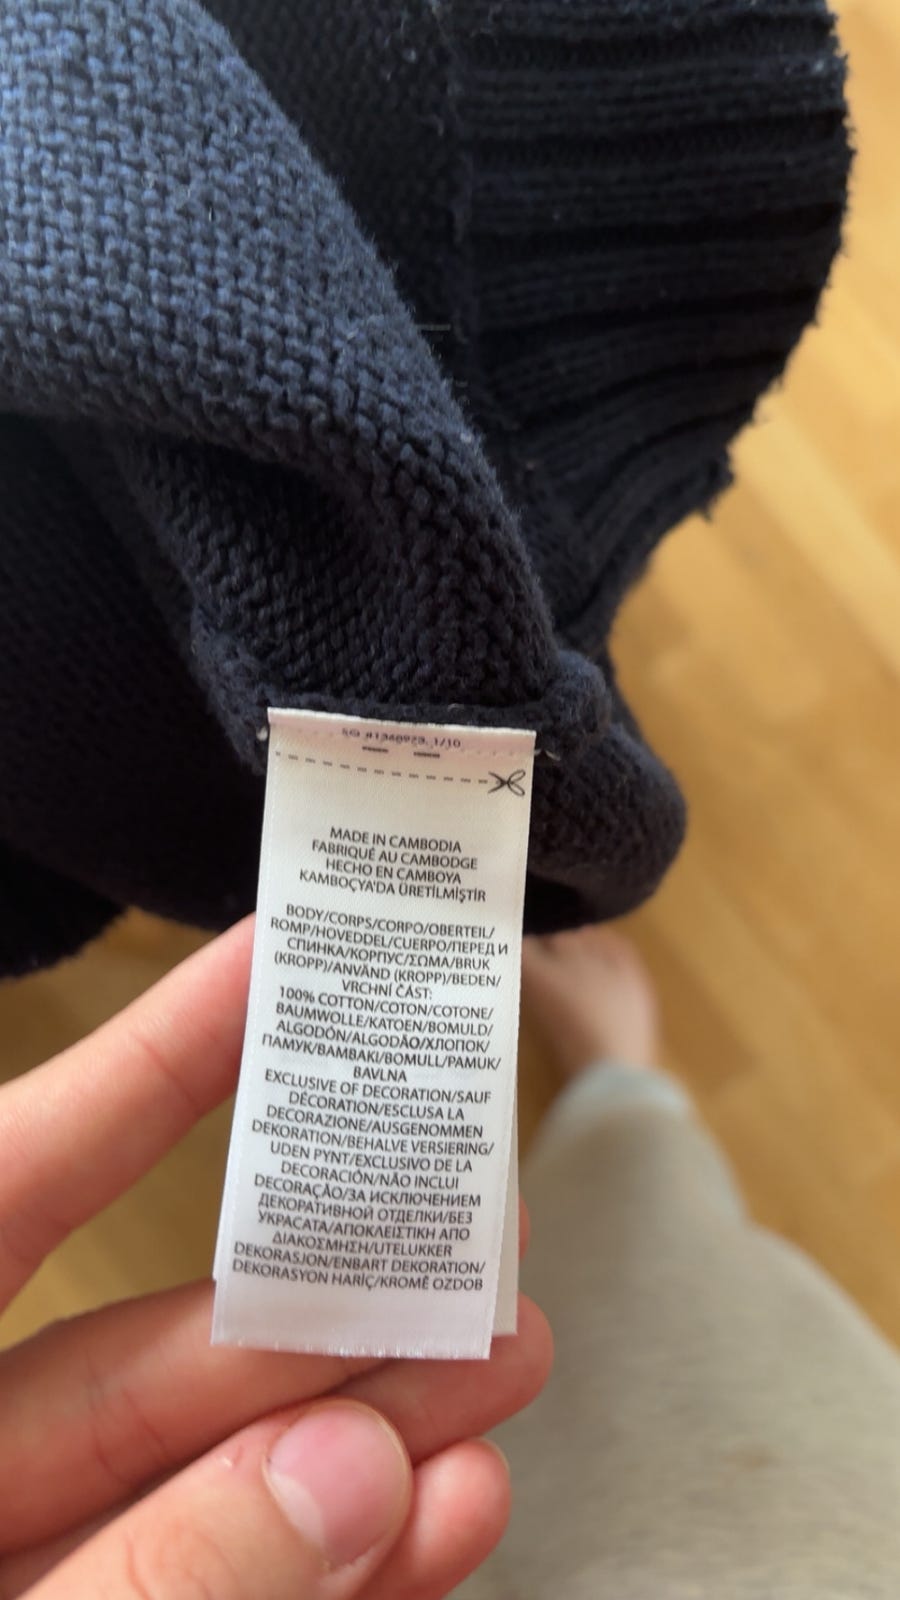 1/10
MADE IN CAMBODIA
FABRIQUÉ AU CAMBODGE
HECHO EN CAMBOYA
KAMBOÇYA'DA ÜRETİLMİŞTİR
BODY/CORPS/CORPO/OBERTEIL/
ROMP/HOVEDDEL/CUERPO/ПЕРЕД И
СПИНКА/КОРПУС/ΣΩΜΑ/BRUK
(KROPP)/ANVÄND (KROPP)/BEDEN/
VRCHNÍ ČÁST:
100% COTTON/COTON/COTONE/
BAUMWOLLE/KATOEN/BOMULD/
ALGODÓN/ALGODÃO/ХЛОПОК/
ПАМУК/ΒΑΜΒΑΚΙ/BOMULL/PAMUK/
BAVLNA
EXCLUSIVE OF DECORATION/SAUF
DÉCORATION/ESCLUSA LA
DECORAZIONE/AUSGENOMMEN
DEKORATION/BEHALVE VERSIERING/
UDEN PYNT/EXCLUSIVO DE LA
DECORACIÓN/NÃO INCLUI
DECORAÇÃO/ЗА ИСКЛЮЧЕНИЕМ
ДЕКОРАТИВНОЙ ОТДЕЛКИ/БЕЗ
УКРАСАТА/ΑΠΟΚΛΕΙΣΤΙΚΗ ΑΠΟ
ΔΙΑΚΟΣΜΗΣΗ/UTELUKKER
DEKORASJON/ENBART DEKORATION/
DEKORASYON HARİÇ/KROMĚ OZDOB